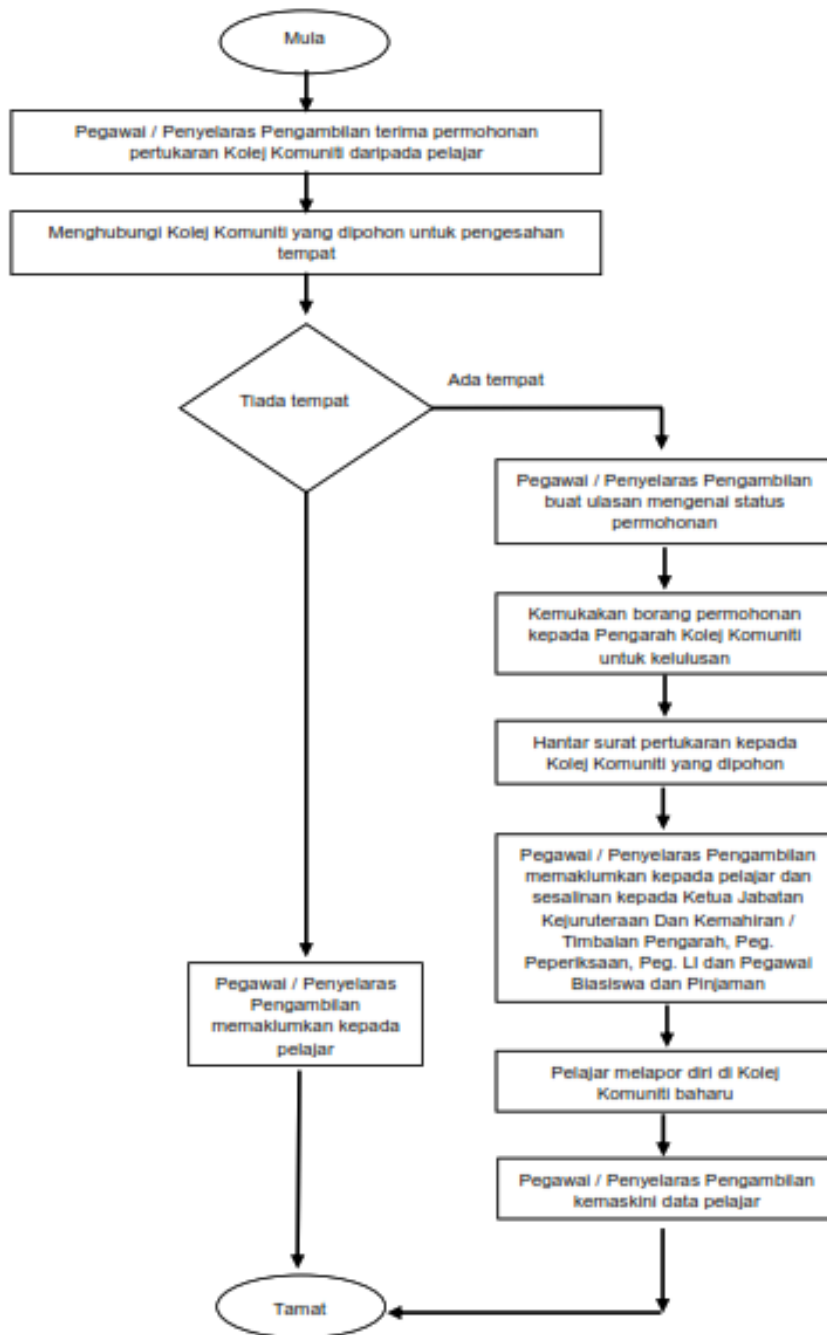 Mula
Pegawai / Penyelaras Pengambilan terima permohonan
pertukaran Kolej Komuniti daripada pelajar
Menghubungi Kolej Komuniti yang dipohon untuk pengesahan
tempat
Tiada tempat
Ada tempat
Pegawai / Penyelaras Pengambilan
buat ulasan mengenai status
permohonan
Kemukakan borang permohonan
kepada Pengarah Kolej Komuniti
untuk kelulusan
Hantar surat pertukaran kepada
Kolej Komuniti yang dipohon
Pegawai / Penyelaras Pengambilan
memaklumkan kepada pelajar dan
sesalinan kepada Ketua Jabatan
Kejuruteraan Dan Kemahiran /
Timbalan Pengarah, Peg.
Peperiksaan, Peg. LI dan Pegawai
Biasiswa dan Pinjaman
Pegawai / Penyelaras
Pengambilan
memaklumkan kepada
pelajar
Pelajar melapor diri di Kolej
Komuniti baharu
Pegawai / Penyelaras Pengambilan
kemaskini data pelajar
Tamat